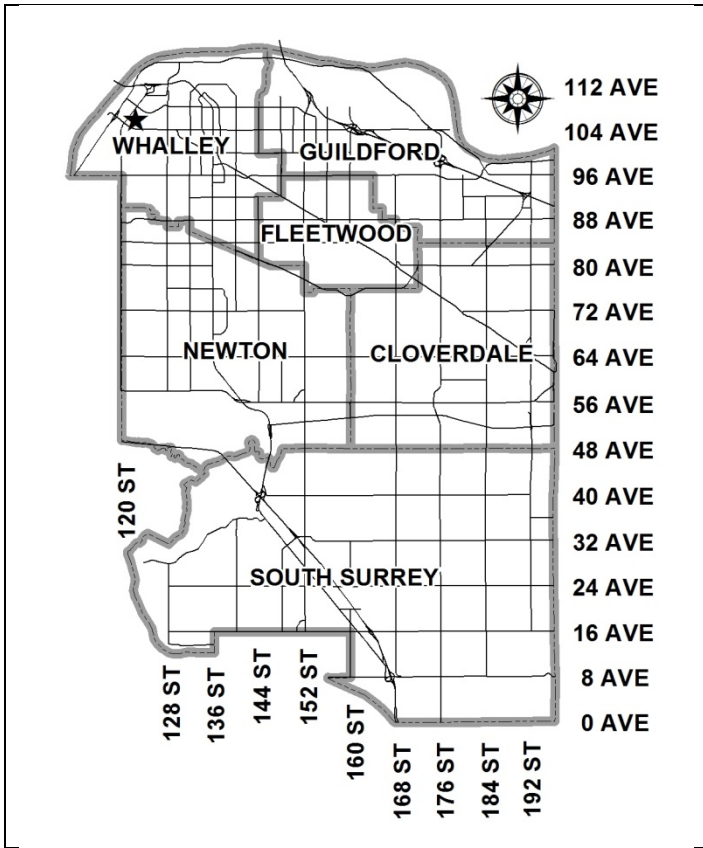 112 AVE
104 AVE
WHALLEY
GUILDFORD
96 AVE
88 AVE
FLEETWOOD
80 AVE
72 AVE
NEWTON
CLOVERDALE
64 AVE
56 AVE
48 AVE
120 ST
40 AVE
32 AVE
SOUTH SURREY
24 AVE
16 AVE
128 ST
136 ST
144 ST
152 ST
160 ST
8 AVE
0 AVE
168 ST
176 ST
184 ST
192 ST